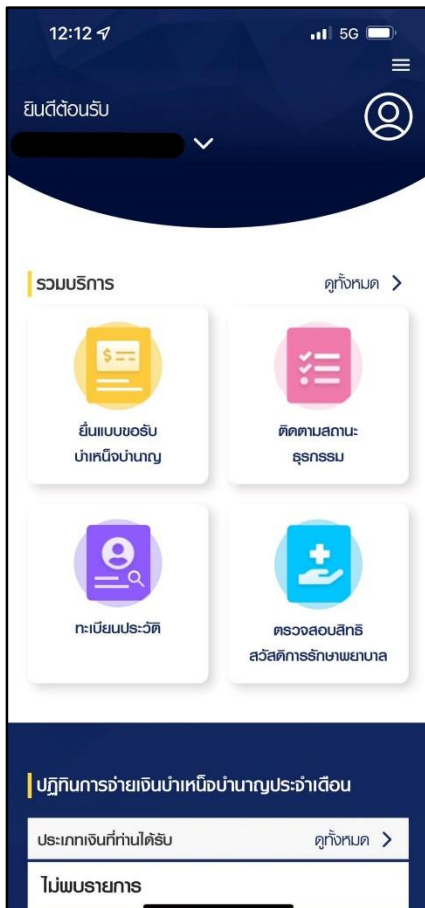 12:12
5G
ยินดีต้อนรับ
รวมบริการ
ดูทั้งหมด
$
ยื่นแบบขอรับ
บำเหน็จบำนาญ
ติดตามสถานะ
ธุรกรรม
ทะเบียนประวัติ
ตรวจสอบสิทธิ
สวัสดิการรักษาพยาบาล
ปฏิทินการจ่ายเงินบำเหน็จบำนาญประจำเดือน
ประเภทเงินที่ท่านได้รับ
ดูทั้งหมด
ไม่พบรายการ